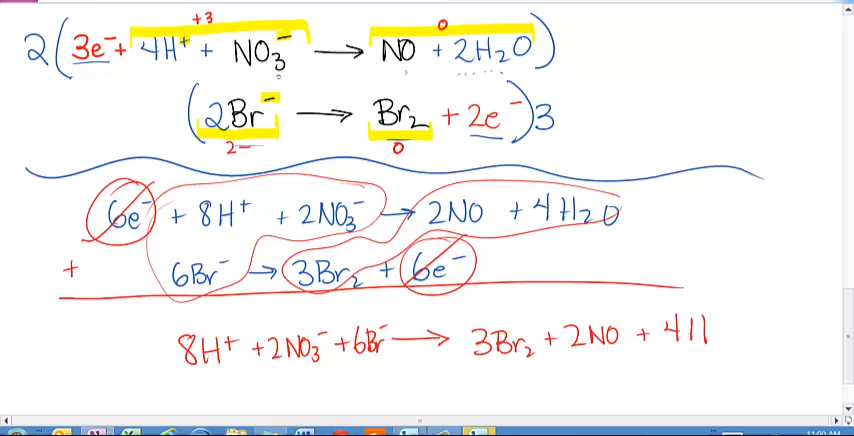 +3 0
2(3e⁻ + 4H⁺ + NO₃⁻ → NO + 2H₂O)
(2Br⁻ → Br₂ + 2e⁻)3
2− 0
6e⁻ + 8H⁺ + 2NO₃⁻ → 2NO + 4H₂O
+ 6Br⁻ → 3Br₂ + 6e⁻
8H⁺ + 2NO₃⁻ + 6Br⁻ → 3Br₂ + 2NO + 4H